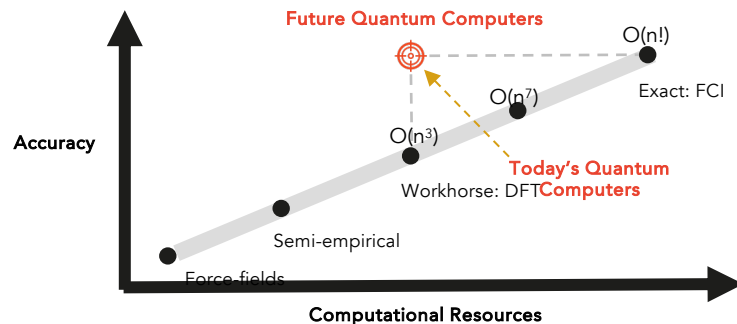 Future Quantum Computers
O(n!)
Exact: FCI
O(n⁷)
O(n³)
Accuracy
Today's Quantum
Computers
Workhorse: DFT
Semi-empirical
Force-fields
Computational Resources